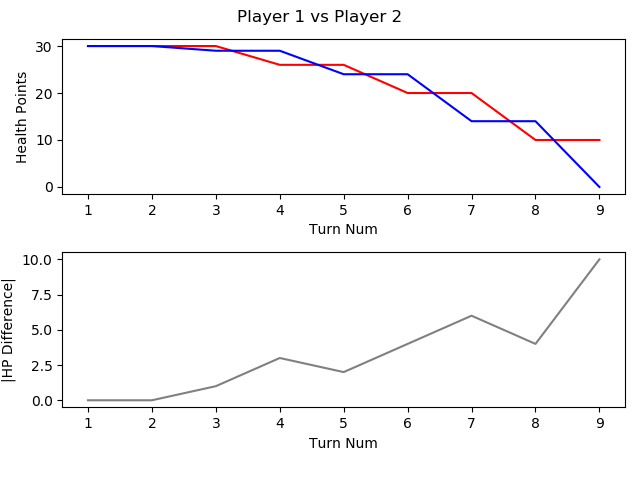 Player 1 vs Player 2
30
20
10
0
Health Points
1 2 3 4 5 6 7 8 9
Turn Num
10.0
7.5
5.0
2.5
0.0
|HP Difference|
1 2 3 4 5 6 7 8 9
Turn Num